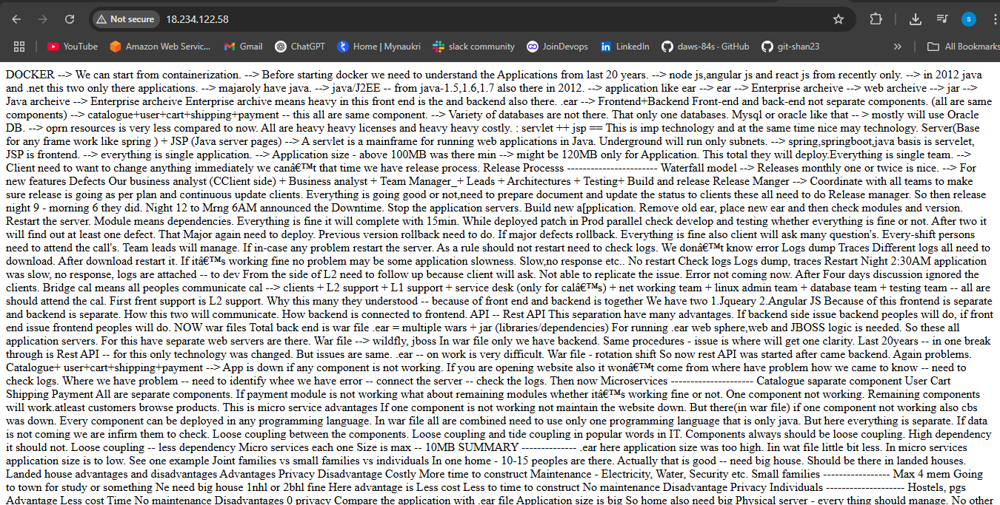 Not secure 18.234.122.58 s
YouTube Amazon Web Servic... Gmail ChatGPT Home | Mynaukri slack community JoinDevops LinkedIn daws-84s · GitHub git-shan23 » All Bookmarks
DOCKER --> We can start from containerization. --> Before starting docker we need to understand the Applications from last 20 years. --> node js,angular js and react js from recently only. --> in 2012 java
and .net this two only there applications. --> majaroly have java. --> java/J2EE -- from java-1.5,1.6,1.7 also there in 2012. --> application like ear --> ear --> Enterprise archeive --> web archeive --> jar -->
Java archeive --> Enterprise archeive Enterprise archive means heavy in this front end is the and backend also there. .ear --> Frontend+Backend Front-end and back-end not separate components. (all are same
components) --> catalogue+user+cart+shipping+payment -- this all are same component. --> Variety of databases are not there. That only one databases. Mysql or oracle like that -- > mostly will use Oracle
DB. --> oprn resources is very less compared to now. All are heavy heavy licenses and heavy heavy costly. : servlet ++ jsp == This is imp technology and at the same time nice may technology. Server(Base
for any frame work like spring ) + JSP (Java server pages) --> A servlet is a mainframe for running web applications in Java. Underground will run only subnets. --> spring,springboot,java basis is servelet,
JSP is frontend. --> everything is single application. --> Application size - above 100MB was there min --> might be 120MB only for Application. This total they will deploy.Everything is single team. -->
Client need to want to change anything immediately we canâ€™t that time we have release process. Release Processs ----------------------- Waterfall model --> Releases monthly one or twice is nice. --> For
new features Defects Our business analyst (CClient side) + Business analyst + Team Manager_+ Leads + Architectures + Testing+ Build and release Release Manger --> Coordinate with all teams to make
sure release is going as per plan and continuous update clients. Everything is going good or not,need to prepare document and update the status to clients these all need to do Release manager. So then release
night 9 - morning 6 they did. Night 12 to Mrng 6AM announced the Downtime. Stop the application servers. Build new a[pplication. Remove old ear, place new ear and then check modules and version.
Restart the server. Module means dependencies. Everything is fine it will complete with 15min. While deployed patch in Prod parallel check develop and testing whether everything is fine or not. After two it
will find out at least one defect. That Major again need to deploy. Previous version rollback need to do. If major defects rollback. Everything is fine also client will ask many question's. Every-shift persons
need to attend the call's. Team leads will manage. If in-case any problem restart the server. As a rule should not restart need to check logs. We donâ€™t know error Logs dump Traces Different logs all need to
download. After download restart it. If itâ€™s working fine no problem may be some application slowness. Slow,no response etc.. No restart Check logs Logs dump, traces Restart Night 2:30AM application
was slow, no response, logs are attached -- to dev From the side of L2 need to follow up because client will ask. Not able to replicate the issue. Error not coming now. After Four days discussion ignored the
clients. Bridge cal means all peoples communicate cal --> clients + L2 support + L1 support + service desk (only for calâ€™s) + net working team + linux admin team + database team + testing team -- all are
should attend the cal. First frent support is L2 support. Why this many they understood -- because of front end and backend is together We have two 1.Jqueary 2.Angular JS Because of this frontend is separate
and backend is separate. How this two will communicate. How backend is connected to frontend. API -- Rest API This separation have many advantages. If backend side issue backend peoples will do, if front
end issue frontend peoples will do. NOW war files Total back end is war file .ear = multiple wars + jar (libraries/dependencies) For running .ear web sphere,web and JBOSS logic is needed. So these all
application servers. For this have separate web servers are there. War file --> wildfly, jboss In war file only we have backend. Same procedures - issue is where will get one clarity. Last 20years -- in one break
through is Rest API -- for this only technology was changed. But issues are same. .ear -- on work is very difficult. War file - rotation shift So now rest API was started after came backend. Again problems.
Catalogue+ user+cart+shipping+payment --> App is down if any component is not working. If you are opening website also it wonâ€™t come from where have problem how we came to know -- need to
check logs. Where we have problem -- need to identify whee we have error -- connect the server -- check the logs. Then now Microservices --------------------- Catalogue saparate component User Cart
Shipping Payment All are separate components. If payment module is not working what about remaining modules whether itâ€™s working fine or not. One component not working. Remaining components
will work.atleast customers browse products. This is micro service advantages If one component is not working not maintain the website down. But there(in war file) if one component not working also cbs
was down. Every component can be deployed in any programming language. In war file all are combined need to use only one programming language that is only java. But here everything is separate. If data
is not coming we are infirm them to check. Loose coupling between the components. Loose coupling and tide coupling in popular words in IT. Components always should be loose coupling. High dependency
it should not. Loose coupling -- less dependency Micro services each one Size is max -- 10MB SUMMARY -------------- .ear here application size was too high. Iin wat file little bit less. In micro services
application size is to low. See one example Joint families vs small families vs individuals In one home - 10-15 peoples are there. Actually that is good -- need big house. Should be there in landed houses.
Landed house advantages and disadvantages Advantages Privacy Disadvantage Costly More time to construct Maintenance - Electricity, Water, Security etc. Small families ----------------- Max 4 mem Going
to town for study or something Ne need big house 1nhl or 2bhl fine Here advantage is Less cost Less to time to construct No maintenance Disadvantage Privacy Individuals -------------------- Hostels, pgs
Advantage Less cost Time No maintenance Disadvantages 0 privacy Compare the application with .ear file Application size is big So home also need big Physical server - every thing should manage. No other